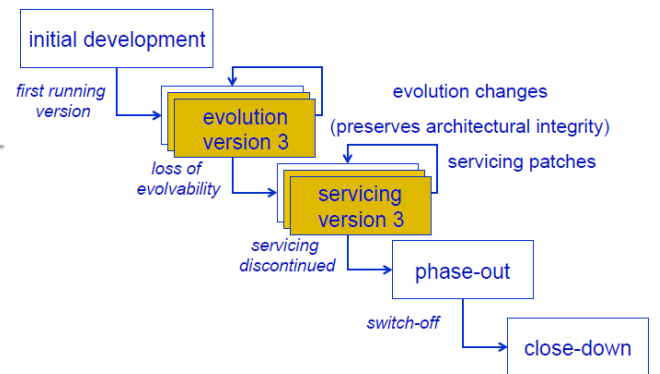 initial development
first running
version
evolution changes
evolution
version 3
(preserves architectural integrity)
loss of
evolvability
servicing patches
servicing
version 3
servicing
discontinued
phase-out
switch-off
close-down